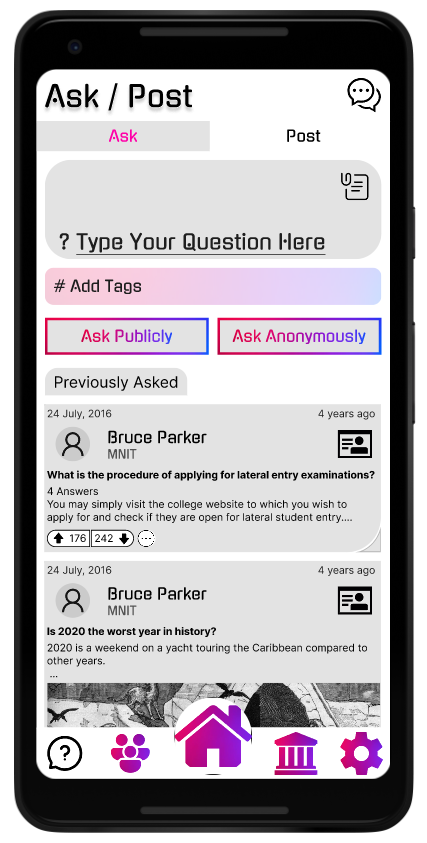 Ask / Post
Ask Post
? Type Your Question Here
# Add Tags
Ask Publicly Ask Anonymously
Previously Asked
24 July, 2016 4 years ago
Bruce Parker
MNIT
What is the procedure of applying for lateral entry examinations?
4 Answers
You may simply visit the college website to which you wish to
apply for and check if they are open for lateral student entry....
176 242
24 July, 2016 4 years ago
Bruce Parker
MNIT
Is 2020 the worst year in history?
2020 is a weekend on a yacht touring the Caribbean compared to
other years.
...